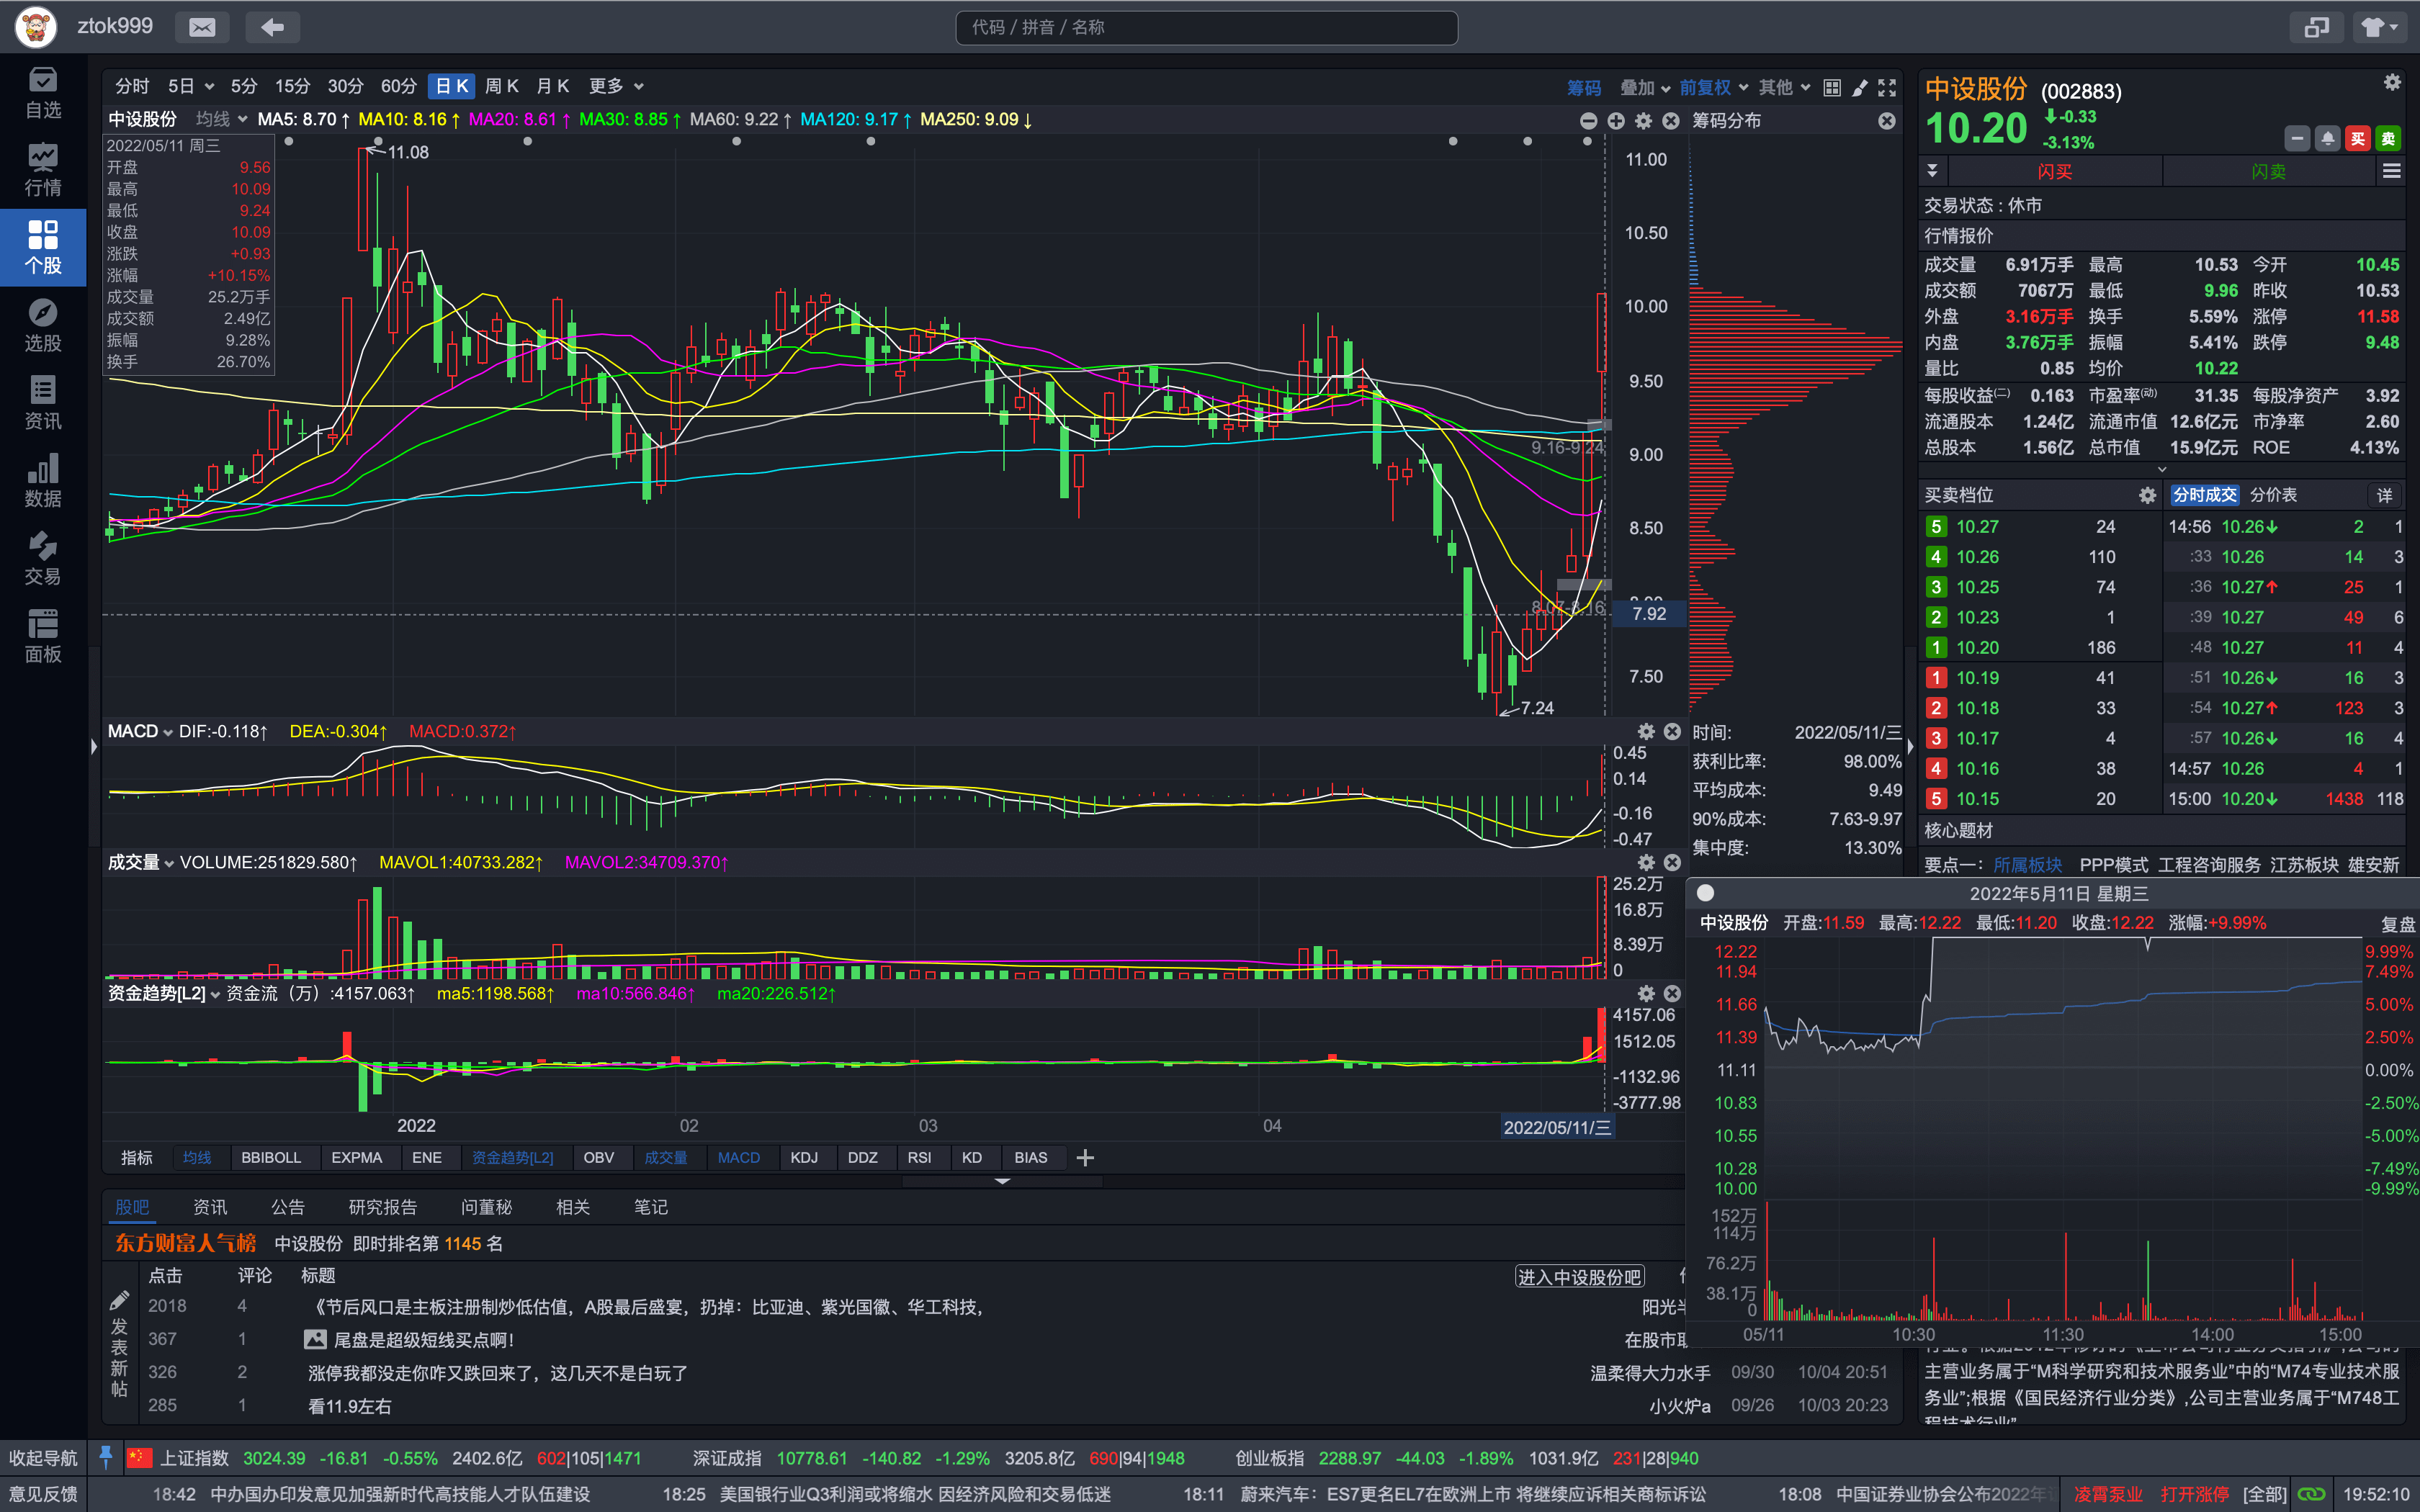 ztok999
代码 / 拼音 / 名称
自选
行情
个股
选股
资讯
数据
交易
面板
分时 5日 5分 15分 30分 60分 日K 周K 月K 更多 筹码 叠加 前复权 其他
中设股份 均线 MA5: 8.70↑ MA10: 8.16↑ MA20: 8.61↑ MA30: 8.85↑ MA60: 9.22↑ MA120: 9.17↑ MA250: 9.09↓
筹码分布
2022/05/11 周三
开盘 9.56
最高 10.09
最低 9.24
收盘 10.09
涨跌 +0.93
涨幅 +10.15%
成交量 25.2万手
成交额 2.49亿
振幅 9.28%
换手 26.70%
11.08
9.16-9.24
8.07-8.16
7.24
11.00
10.50
10.00
9.50
9.00
8.50
8.00
7.92
7.50
MACD DIF:-0.118↑ DEA:-0.304↑ MACD:0.372↑
0.45
0.14
-0.16
-0.47
成交量 VOLUME:251829.580↑ MAVOL1:40733.282↑ MAVOL2:34709.370↑
25.2万
16.8万
8.39万
0
资金趋势[L2] 资金流（万）:4157.063↑ ma5:1198.568↑ ma10:566.846↑ ma20:226.512↑
4157.06
1512.05
-1132.96
-3777.98
2022 02 03 04 2022/05/11/三
指标 均线 BBIBOLL EXPMA ENE 资金趋势[L2] OBV 成交量 MACD KDJ DDZ RSI KD BIAS
时间: 2022/05/11/三
获利比率: 98.00%
平均成本: 9.49
90%成本: 7.63-9.97
集中度: 13.30%
股吧 资讯 公告 研究报告 问董秘 相关 笔记
东方财富人气榜 中设股份 即时排名第 1145 名
点击 评论 标题 进入中设股份吧
发表新帖
2018 4 《节后风口是主板注册制炒低估值，A股最后盛宴，扔掉：比亚迪、紫光国徽、华工科技， 阳光半
367 1 尾盘是超级短线买点啊！ 在股市取
326 2 涨停我都没走你咋又跌回来了，这几天不是白玩了 温柔得大力水手 09/30 10/04 20:51
285 1 看11.9左右 小火炉a 09/26 10/03 20:23
中设股份 (002883)
10.20 -0.33
-3.13%
买 卖
闪买 闪卖
交易状态 : 休市
行情报价
成交量 6.91万手 最高 10.53 今开 10.45
成交额 7067万 最低 9.96 昨收 10.53
外盘 3.16万手 换手 5.59% 涨停 11.58
内盘 3.76万手 振幅 5.41% 跌停 9.48
量比 0.85 均价 10.22
每股收益(二) 0.163 市盈率(动) 31.35 每股净资产 3.92
流通股本 1.24亿 流通市值 12.6亿元 市净率 2.60
总股本 1.56亿 总市值 15.9亿元 ROE 4.13%
买卖档位 分时成交 分价表 详
5 10.27 24 14:56 10.26↓ 2 1
4 10.26 110 :33 10.26 14 3
3 10.25 74 :36 10.27↑ 25 1
2 10.23 1 :39 10.27 49 6
1 10.20 186 :48 10.27 11 4
1 10.19 41 :51 10.26↓ 16 3
2 10.18 33 :54 10.27↑ 123 3
3 10.17 4 :57 10.26↓ 16 4
4 10.16 38 14:57 10.26 4 1
5 10.15 20 15:00 10.20↓ 1438 118
核心题材
要点一： 所属板块 PPP模式 工程咨询服务 江苏板块 雄安新
2022年5月11日 星期三
中设股份 开盘:11.59 最高:12.22 最低:11.20 收盘:12.22 涨幅:+9.99% 复盘
12.22 9.99%
11.94 7.49%
11.66 5.00%
11.39 2.50%
11.11 0.00%
10.83 -2.50%
10.55 -5.00%
10.28 -7.49%
10.00 -9.99%
152万
114万
76.2万
38.1万
0
05/11 10:30 11:30 14:00 15:00
主营业务属于“M科学研究和技术服务业”中的“M74专业技术服
务业”;根据《国民经济行业分类》,公司主营业务属于“M748工
程技术行业”
收起导航 上证指数 3024.39 -16.81 -0.55% 2402.6亿 602|105|1471 深证成指 10778.61 -140.82 -1.29% 3205.8亿 690|94|1948 创业板指 2288.97 -44.03 -1.89% 1031.9亿 231|28|940
意见反馈 18:42 中办国办印发意见加强新时代高技能人才队伍建设 18:25 美国银行业Q3利润或将缩水 因经济风险和交易低迷 18:11 蔚来汽车：ES7更名EL7在欧洲上市 将继续应诉相关商标诉讼 18:08 中国证券业协会公布2022年 凌霄泵业 打开涨停 [全部] 19:52:10